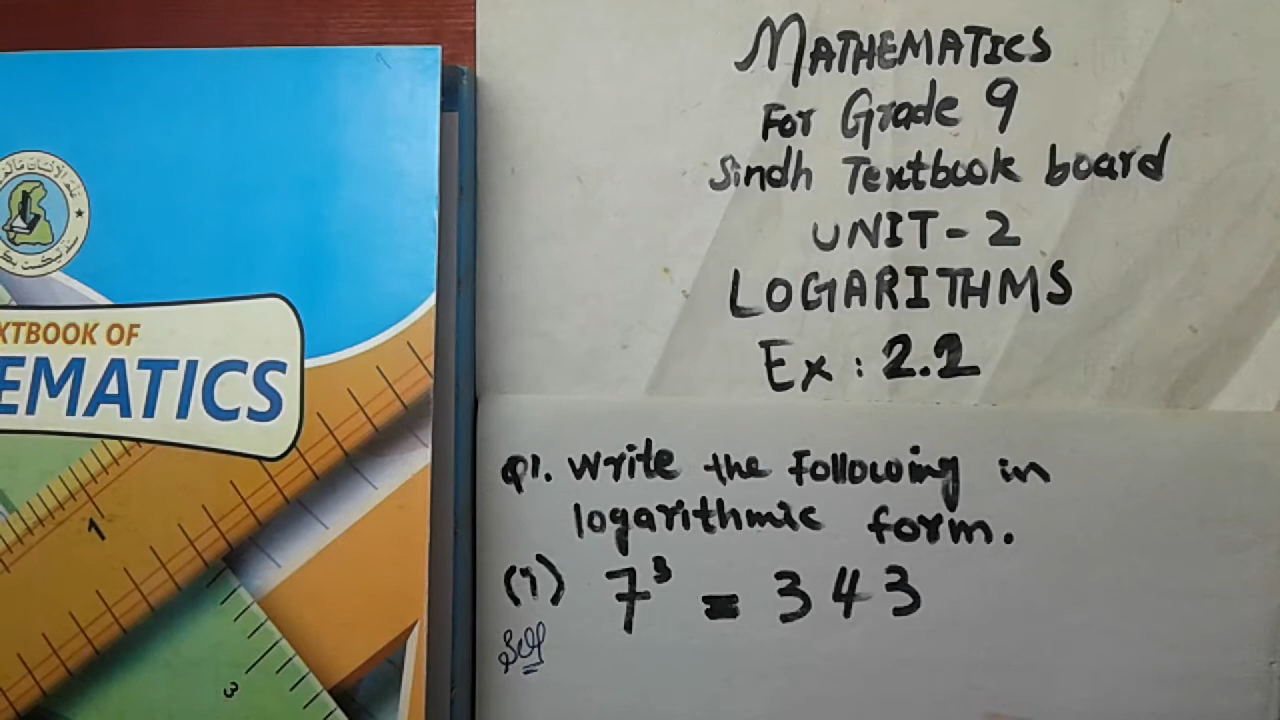 XTBOOK OF
EMATICS
1
3
MATHEMATICS
For Grade 9
Sindh Textbook board
UNIT - 2
LOGARITHMS
Ex : 2.2
Q1. Write the Following in
logarithmic form.
(i) 7³ = 343